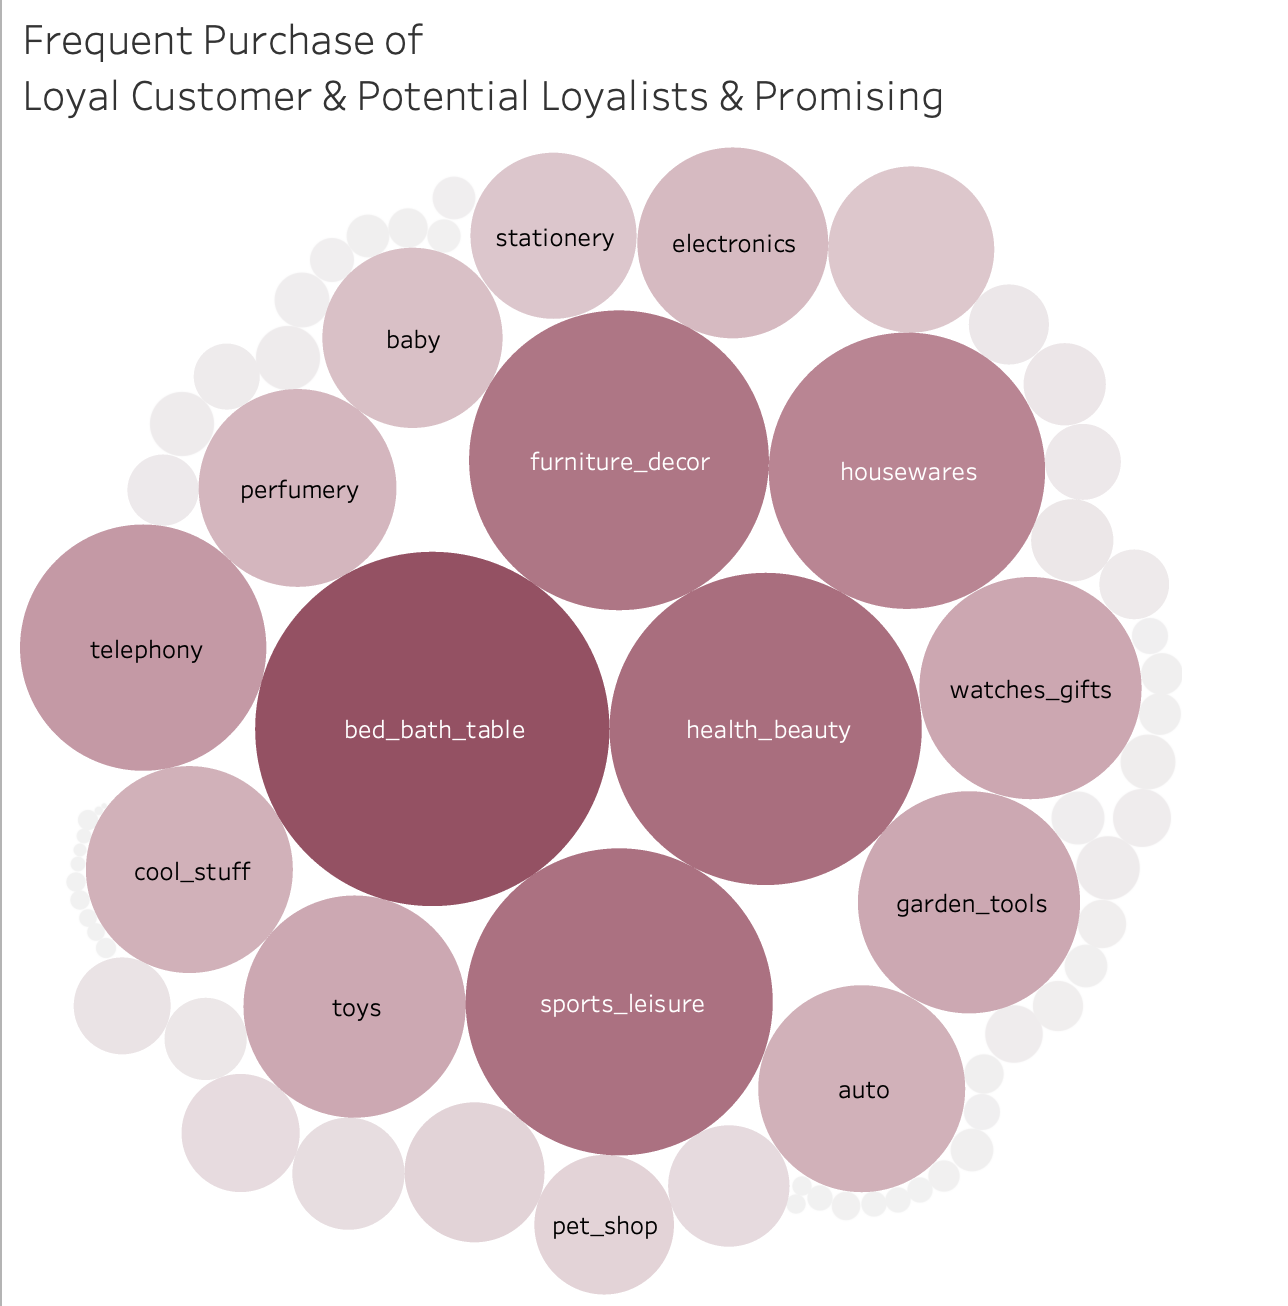 Frequent Purchase of
Loyal Customer & Potential Loyalists & Promising
stationery
electronics
baby
furniture_decor
housewares
perfumery
telephony
watches_gifts
bed_bath_table
health_beauty
cool_stuff
garden_tools
toys
sports_leisure
auto
pet_shop